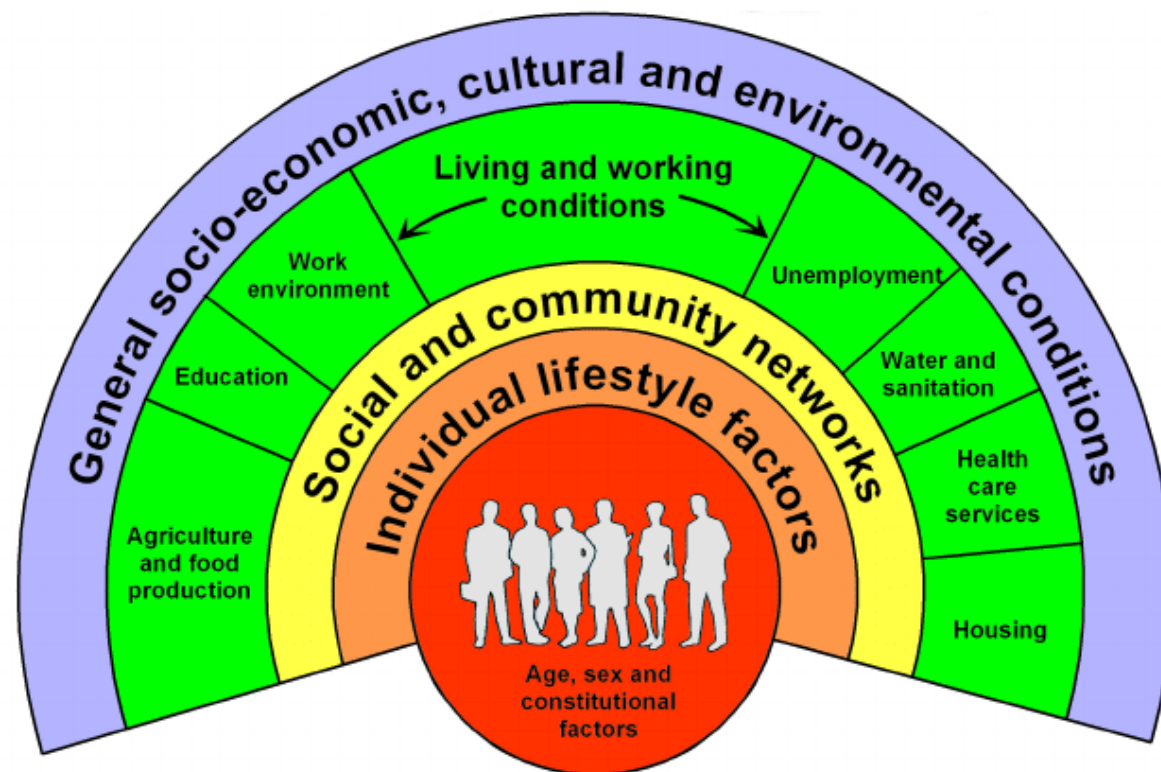 General socio-economic, cultural and environmental conditions
Living and working
conditions
Work
environment
Unemployment
Education
Water and
sanitation
Agriculture
and food
production
Health
care
services
Housing
Social and community networks
Individual lifestyle factors
Age, sex and
constitutional
factors